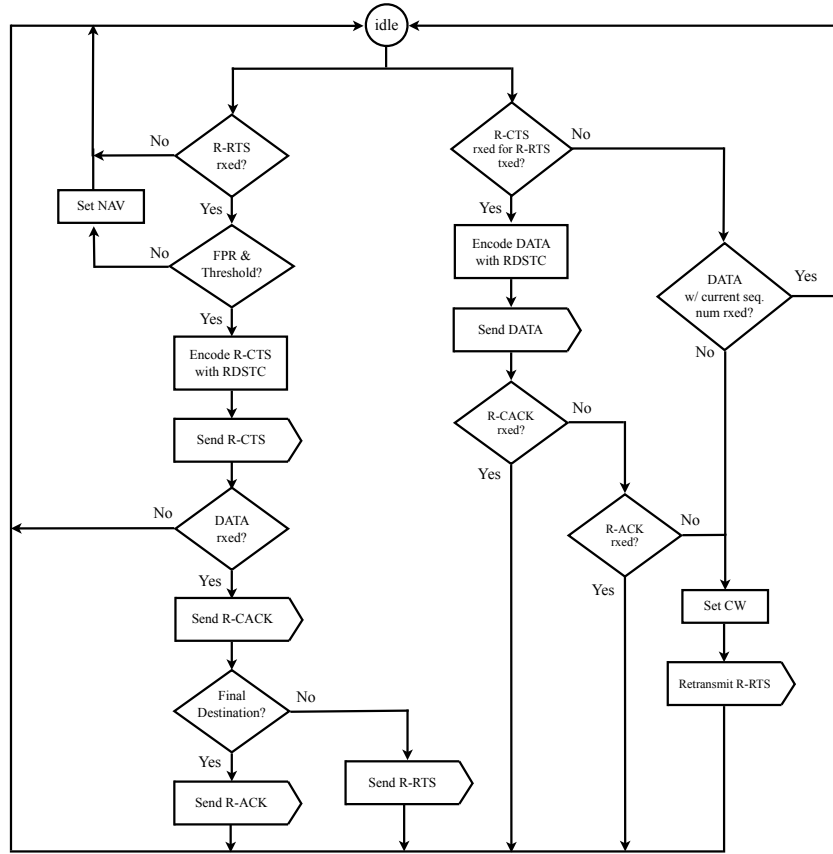 idle
No
R-RTS
rxed?
Yes
Set NAV
No
FPR &
Threshold?
Yes
Encode R-CTS
with RDSTC
Send R-CTS
No
DATA
rxed?
Yes
Send R-CACK
Final
Destination?
No
Yes
Send R-ACK
Send R-RTS
R-CTS
rxed for R-RTS
txed?
No
Yes
Encode DATA
with RDSTC
Send DATA
R-CACK
rxed?
No
Yes
R-ACK
rxed?
No
Yes
DATA
w/ current seq.
num rxed?
Yes
No
Set CW
Retransmit R-RTS